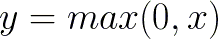 y = max(0, x)